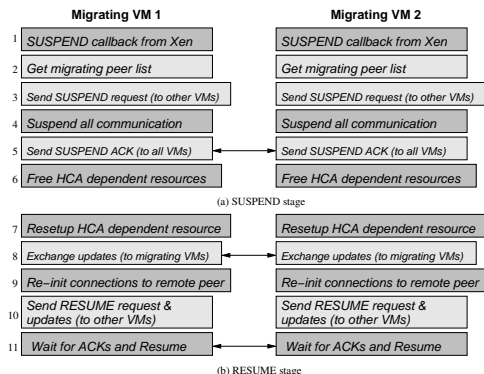 Migrating VM 1 Migrating VM 2
1 SUSPEND callback from Xen SUSPEND callback from Xen
2 Get migrating peer list Get migrating peer list
3 Send SUSPEND request (to other VMs) Send SUSPEND request (to other VMs)
4 Suspend all communication Suspend all communication
5 Send SUSPEND ACK (to all VMs) Send SUSPEND ACK (to all VMs)
6 Free HCA dependent resources Free HCA dependent resources
(a) SUSPEND stage
7 Resetup HCA dependent resource Resetup HCA dependent resource
8 Exchange updates (to migrating VMs) Exchange updates (to migrating VMs)
9 Re-init connections to remote peer Re-init connections to remote peer
10 Send RESUME request & Send RESUME request &
updates (to other VMs) updates (to other VMs)
11 Wait for ACKs and Resume Wait for ACKs and Resume
(b) RESUME stage